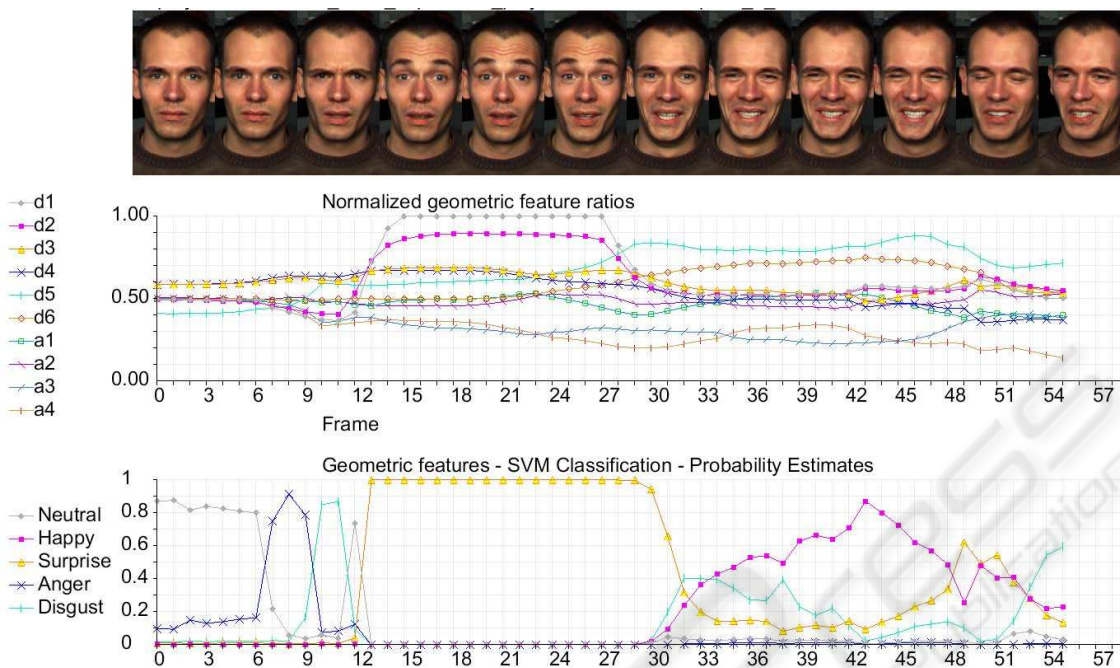 Normalized geometric feature ratios
d1
d2
d3
d4
d5
d6
a1
a2
a3
a4
1.00
0.50
0.00
0 3 6 9 12 15 18 21 24 27 30 33 36 39 42 45 48 51 54 57
Frame
Geometric features - SVM Classification - Probability Estimates
Neutral
Happy
Surprise
Anger
Disgust
1
0.8
0.6
0.4
0.2
0
0 3 6 9 12 15 18 21 24 27 30 33 36 39 42 45 48 51 54 57